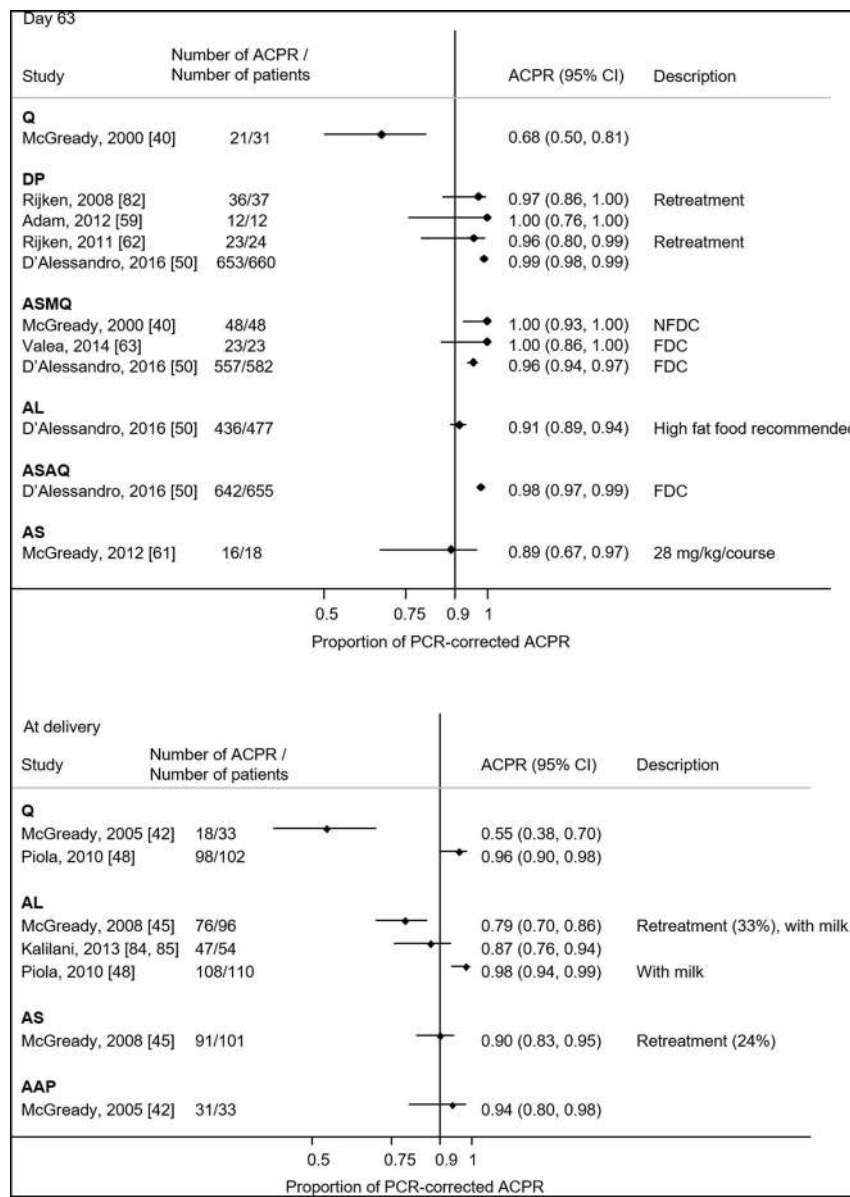 Day 63
Number of ACPR /
Study Number of patients ACPR (95% CI) Description
Q
McGready, 2000 [40] 21/31 0.68 (0.50, 0.81)
DP
Rijken, 2008 [82] 36/37 0.97 (0.86, 1.00) Retreatment
Adam, 2012 [59] 12/12 1.00 (0.76, 1.00)
Rijken, 2011 [62] 23/24 0.96 (0.80, 0.99) Retreatment
D'Alessandro, 2016 [50] 653/660 0.99 (0.98, 0.99)
ASMQ
McGready, 2000 [40] 48/48 1.00 (0.93, 1.00) NFDC
Valea, 2014 [63] 23/23 1.00 (0.86, 1.00) FDC
D'Alessandro, 2016 [50] 557/582 0.96 (0.94, 0.97) FDC
AL
D'Alessandro, 2016 [50] 436/477 0.91 (0.89, 0.94) High fat food recommended
ASAQ
D'Alessandro, 2016 [50] 642/655 0.98 (0.97, 0.99) FDC
AS
McGready, 2012 [61] 16/18 0.89 (0.67, 0.97) 28 mg/kg/course
0.5 0.75 0.9 1
Proportion of PCR-corrected ACPR
At delivery
Number of ACPR /
Study Number of patients ACPR (95% CI) Description
Q
McGready, 2005 [42] 18/33 0.55 (0.38, 0.70)
Piola, 2010 [48] 98/102 0.96 (0.90, 0.98)
AL
McGready, 2008 [45] 76/96 0.79 (0.70, 0.86) Retreatment (33%), with milk
Kalilani, 2013 [84, 85] 47/54 0.87 (0.76, 0.94)
Piola, 2010 [48] 108/110 0.98 (0.94, 0.99) With milk
AS
McGready, 2008 [45] 91/101 0.90 (0.83, 0.95) Retreatment (24%)
AAP
McGready, 2005 [42] 31/33 0.94 (0.80, 0.98)
0.5 0.75 0.9 1
Proportion of PCR-corrected ACPR